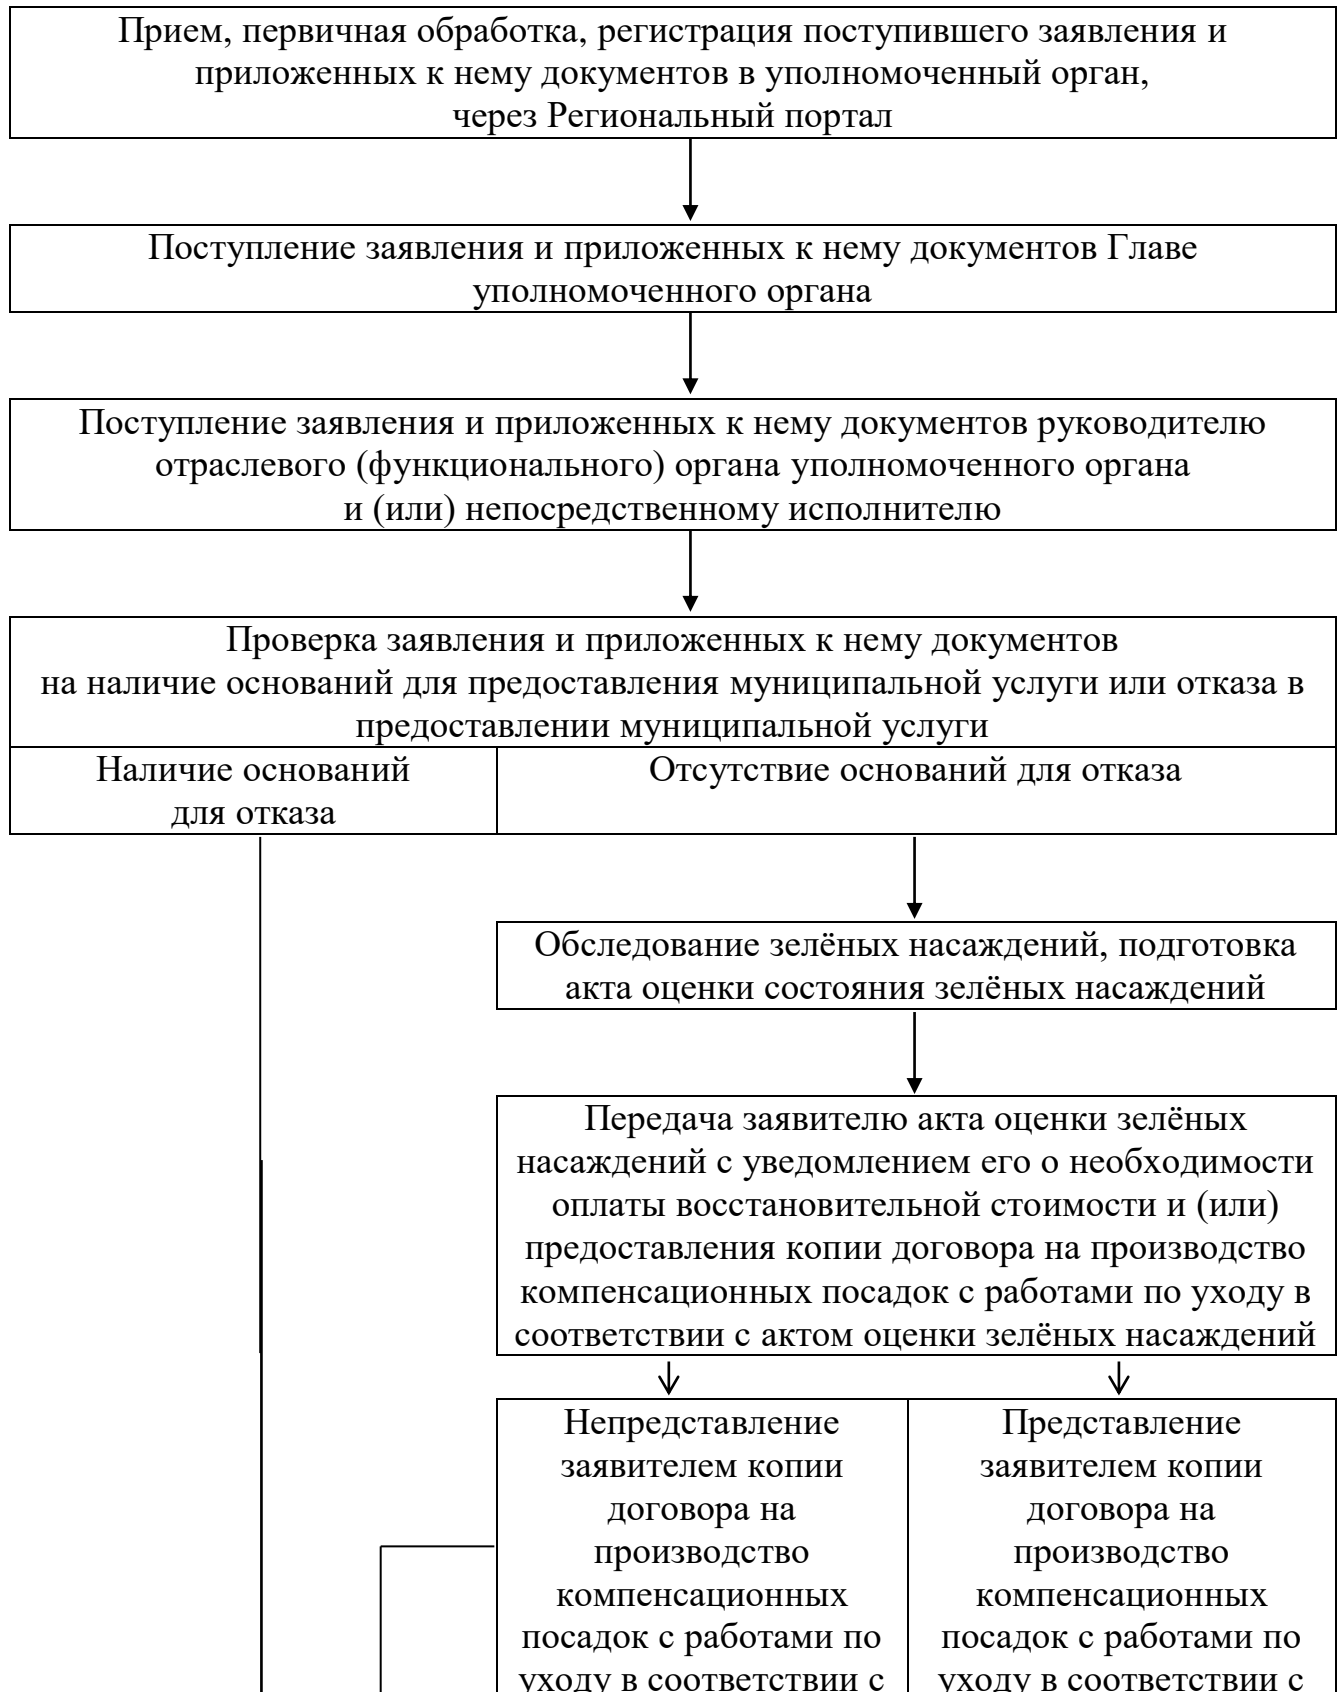 Прием, первичная обработка, регистрация поступившего заявления и
приложенных к нему документов в уполномоченный орган,
через Региональный портал
Поступление заявления и приложенных к нему документов Главе
уполномоченного органа
Поступление заявления и приложенных к нему документов руководителю
отраслевого (функционального) органа уполномоченного органа
и (или) непосредственному исполнителю
Проверка заявления и приложенных к нему документов
на наличие оснований для предоставления муниципальной услуги или отказа в
предоставлении муниципальной услуги
Наличие оснований
для отказа
Отсутствие оснований для отказа
Обследование зелёных насаждений, подготовка
акта оценки состояния зелёных насаждений
Передача заявителю акта оценки зелёных
насаждений с уведомлением его о необходимости
оплаты восстановительной стоимости и (или)
предоставления копии договора на производство
компенсационных посадок с работами по уходу в
соответствии с актом оценки зелёных насаждений
Непредставление
заявителем копии
договора на
производство
компенсационных
посадок с работами по
уходу в соответствии с
Представление
заявителем копии
договора на
производство
компенсационных
посадок с работами по
уходу в соответствии с